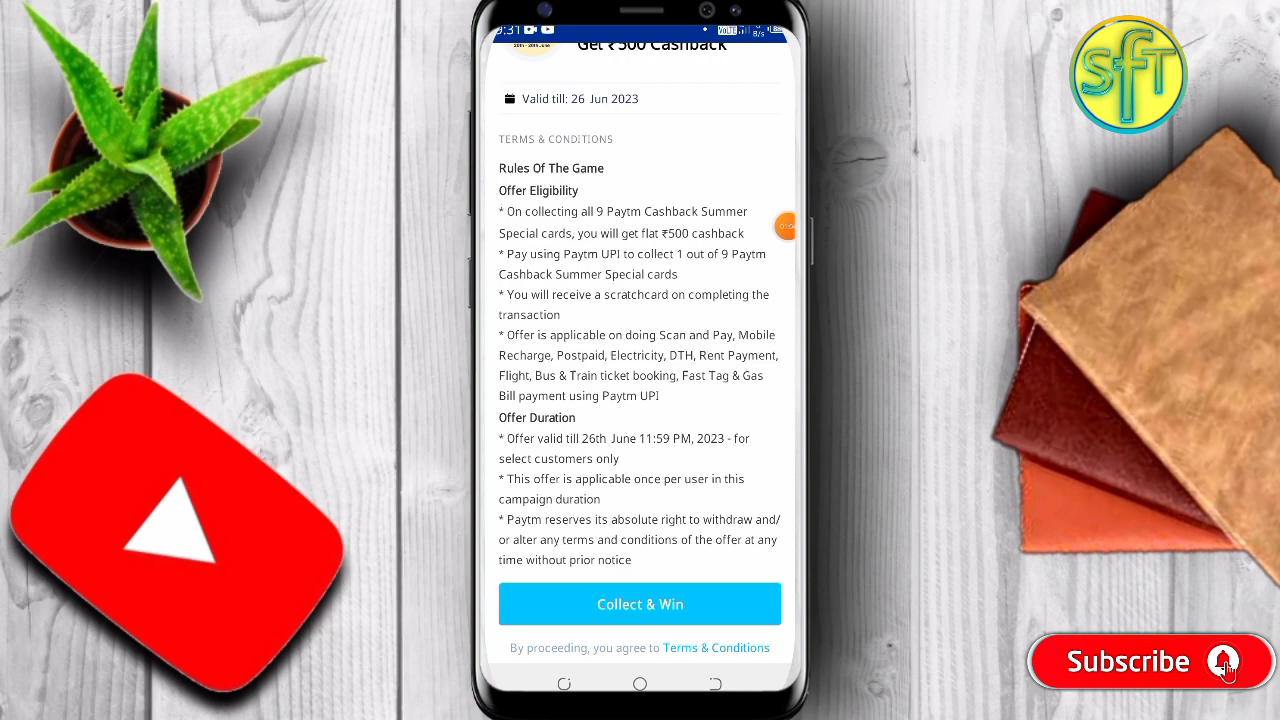 9:31
VoLTE
B/s
Get ₹500 Cashback
Valid till: 26 Jun 2023
TERMS & CONDITIONS
Rules Of The Game
Offer Eligibility
* On collecting all 9 Paytm Cashback Summer
Special cards, you will get flat ₹500 cashback
* Pay using Paytm UPI to collect 1 out of 9 Paytm
Cashback Summer Special cards
* You will receive a scratchcard on completing the
transaction
* Offer is applicable on doing Scan and Pay, Mobile
Recharge, Postpaid, Electricity, DTH, Rent Payment,
Flight, Bus & Train ticket booking, Fast Tag & Gas
Bill payment using Paytm UPI
Offer Duration
* Offer valid till 26th June 11:59 PM, 2023 - for
select customers only
* This offer is applicable once per user in this
campaign duration
* Paytm reserves its absolute right to withdraw and/
or alter any terms and conditions of the offer at any
time without prior notice
Collect & Win
By proceeding, you agree to Terms & Conditions
SfT
Subscribe